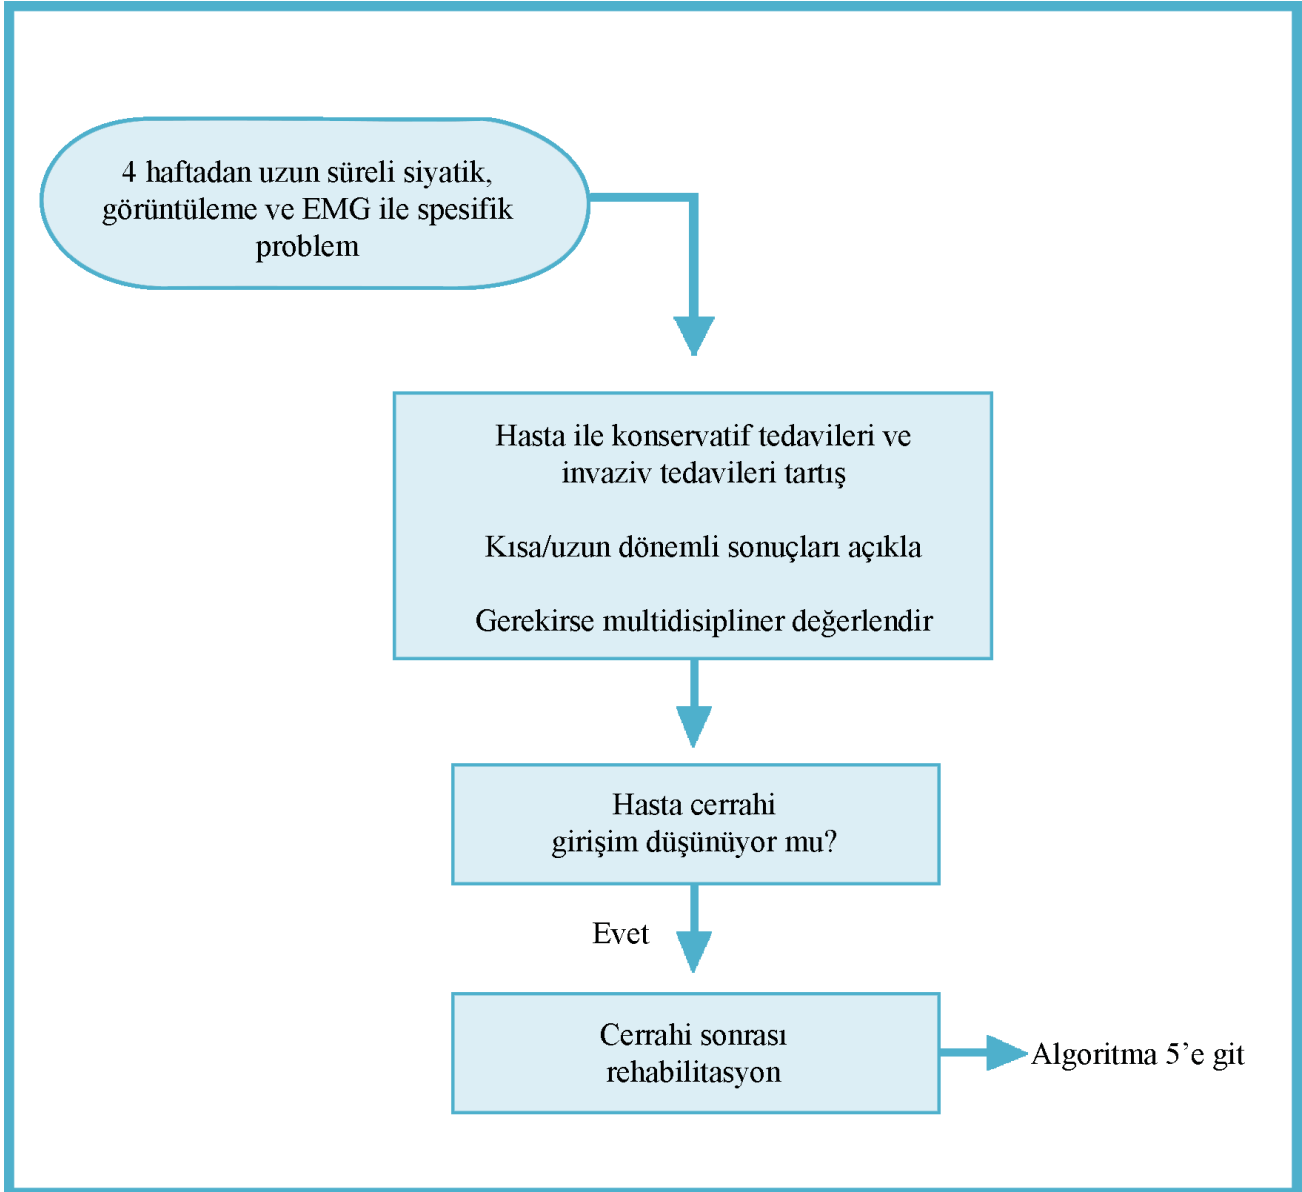 4 haftadan uzun süreli siyatik,
görüntüleme ve EMG ile spesifik
problem
Hasta ile konservatif tedavileri ve
invaziv tedavileri tartış
Kısa/uzun dönemli sonuçları açıkla
Gerekirse multidisipliner değerlendir
Hasta cerrahi
girişim düşünüyor mu?
Evet
Cerrahi sonrası
rehabilitasyon
Algoritma 5’e git